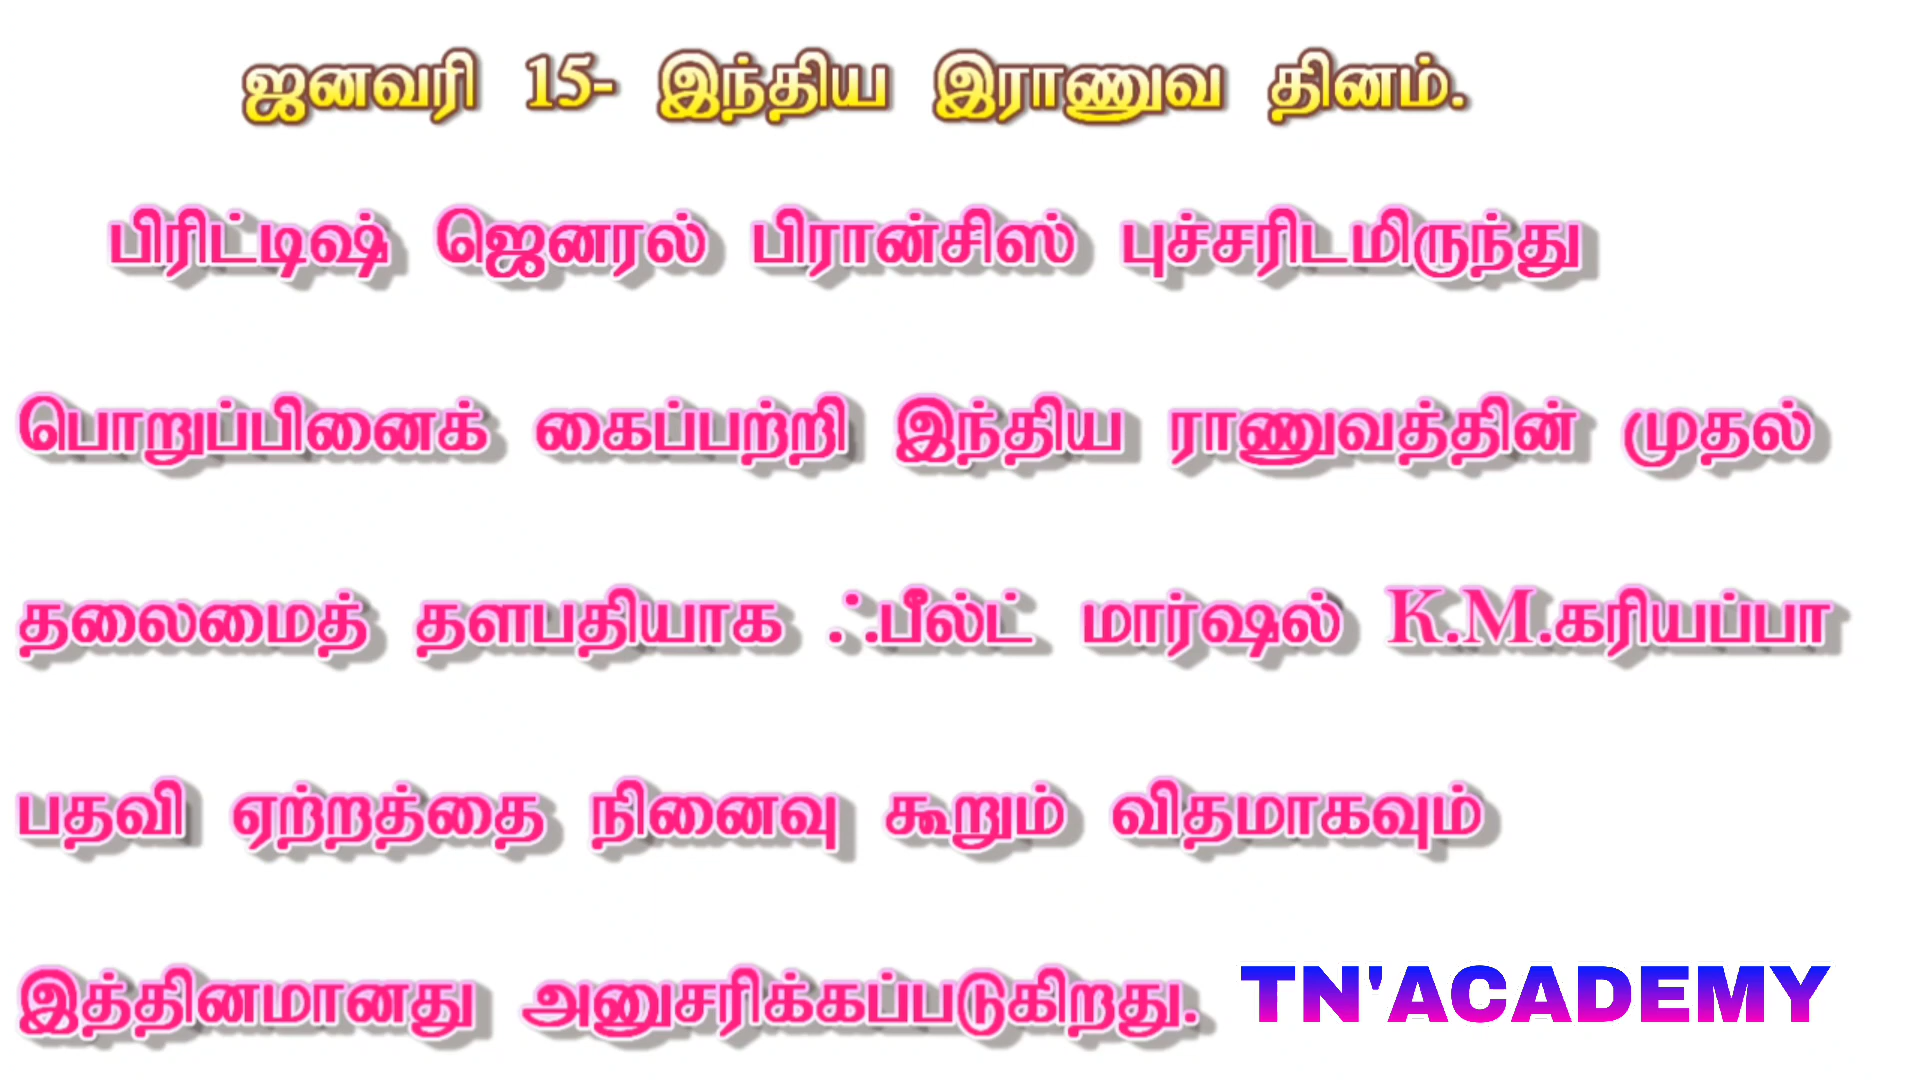 ஜனவரி 15- இந்திய இராணுவ தினம்.
பிரிட்டிஷ் ஜெனரல் பிரான்சிஸ் புச்சரிடமிருந்து
பொறுப்பினைக் கைப்பற்றி இந்திய ராணுவத்தின் முதல்
தலைமைத் தளபதியாக ஃபீல்ட் மார்ஷல் K.M.கரியப்பா
பதவி ஏற்றத்தை நினைவு கூறும் விதமாகவும்
இத்தினமானது அனுசரிக்கப்படுகிறது. TN'ACADEMY